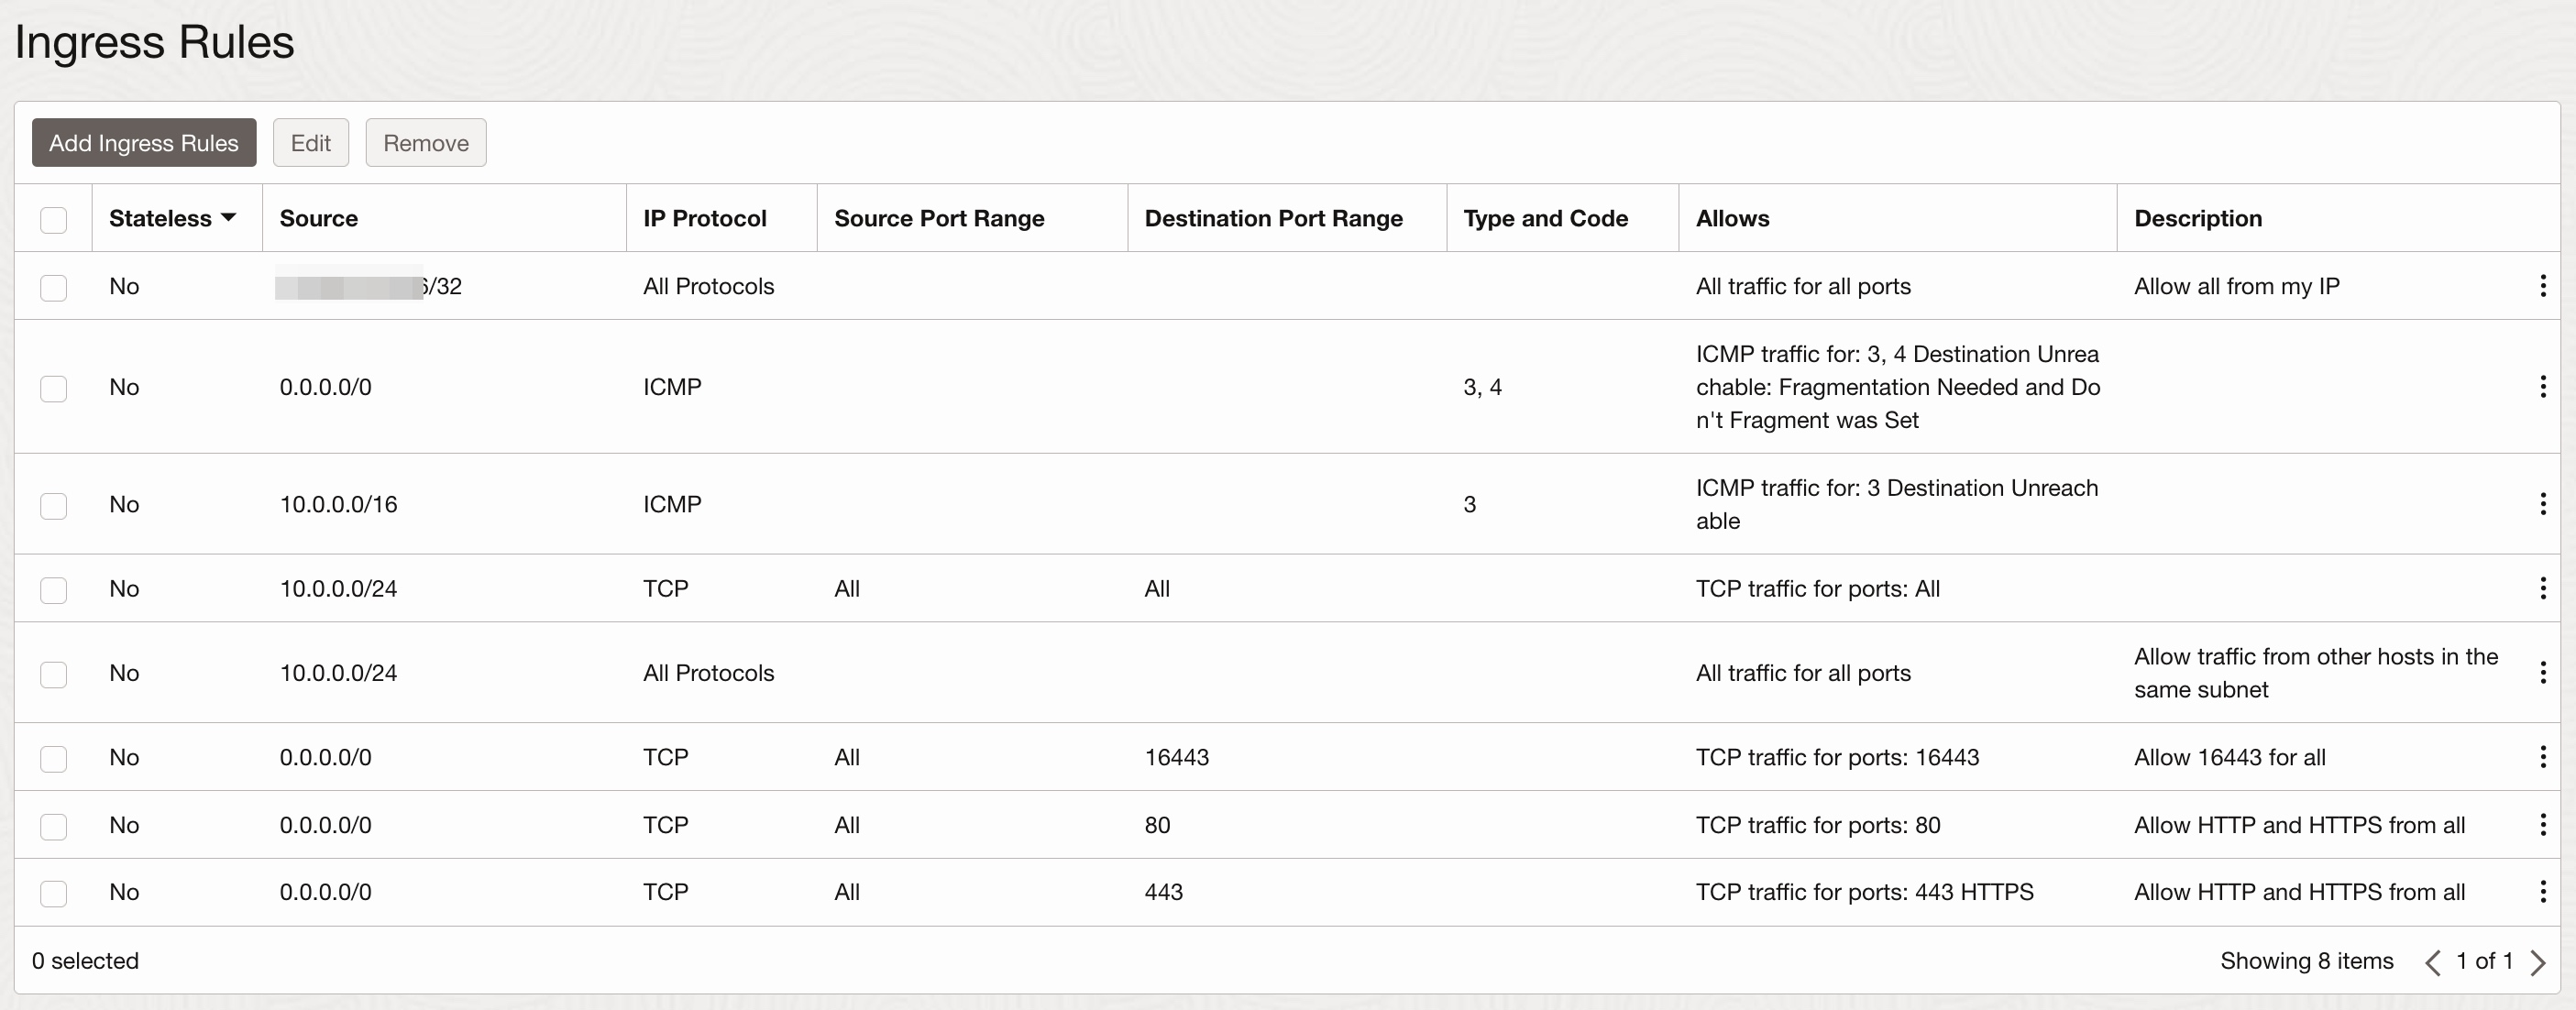 Ingress Rules
Add Ingress Rules Edit Remove
Stateless Source IP Protocol Source Port Range Destination Port Range Type and Code Allows Description
No /32 All Protocols All traffic for all ports Allow all from my IP
No 0.0.0.0/0 ICMP 3, 4 ICMP traffic for: 3, 4 Destination Unrea
chable: Fragmentation Needed and Do
n't Fragment was Set
No 10.0.0.0/16 ICMP 3 ICMP traffic for: 3 Destination Unreach
able
No 10.0.0.0/24 TCP All All TCP traffic for ports: All
No 10.0.0.0/24 All Protocols All traffic for all ports Allow traffic from other hosts in the
same subnet
No 0.0.0.0/0 TCP All 16443 TCP traffic for ports: 16443 Allow 16443 for all
No 0.0.0.0/0 TCP All 80 TCP traffic for ports: 80 Allow HTTP and HTTPS from all
No 0.0.0.0/0 TCP All 443 TCP traffic for ports: 443 HTTPS Allow HTTP and HTTPS from all
0 selected Showing 8 items 1 of 1